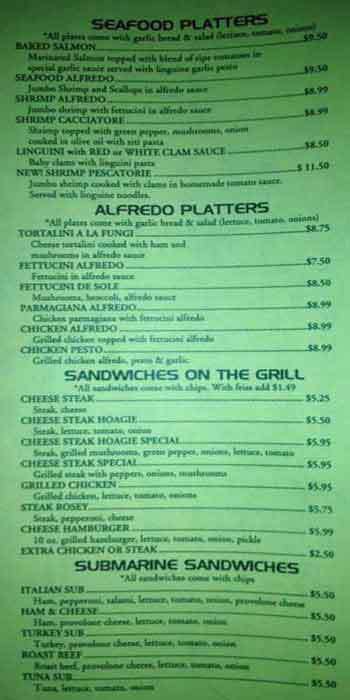 SEAFOOD PLATTERS
*All plates come with garlic bread & salad (lettuce, tomato, onions)
BAKED SALMON $9.50
Marinated Salmon topped with blend of ripe tomatoes in
special garlic sauce served with linguine garlic pesto
SEAFOOD ALFREDO $9.50
Jumbo Shrimp and Scallops in alfredo sauce
SHRIMP ALFREDO $8.99
Jumbo shrimp with fettucini in alfredo sauce
SHRIMP CACCIATORE $8.99
Shrimp topped with green pepper, mushrooms, onion
cooked in olive oil with ziti pasta
LINGUINI with RED or WHITE CLAM SAUCE $8.50
Baby clams with linguini pasta
NEW! SHRIMP PESCATORIE $ 11.50
Jumbo shrimp cooked with clams in homemade tomato sauce.
Served with linguine noodles.
ALFREDO PLATTERS
*All plates come with garlic bread & salad (lettuce, tomato, onions)
TORTALINI A LA FUNGI $8.75
Cheese tortalini cooked with ham and
mushrooms in alfredo sauce
FETTUCINI ALFREDO $7.50
Fettucini in alfredo sauce
FETTUCINI DE SOLE $8.50
Mushrooms, broccoli, alfredo sauce
PARMAGIANA ALFREDO $8.99
Chicken parmagiana with fettucini alfredo
CHICKEN ALFREDO $8.99
Grilled chicken topped with fettucini alfredo
CHICKEN PESTO $8.99
Grilled chicken alfredo, pesto & garlic
SANDWICHES ON THE GRILL
*All sandwiches come with chips. With fries add $1.49
CHEESE STEAK $5.25
Steak, cheese
CHEESE STEAK HOAGIE $5.50
Steak, lettuce, tomato, onion
CHEESE STEAK HOAGIE SPECIAL $5.95
Steak, grilled mushrooms, green pepper, onions, lettuce, tomato
CHEESE STEAK SPECIAL $5.95
Grilled steak with peppers, onions, mushrooms
GRILLED CHICKEN $5.95
Grilled chicken, lettuce, tomato, onions
STEAK ROSEY $5.75
Steak, pepperoni, cheese
CHEESE HAMBURGER $5.99
10 oz. grilled hamburger, lettuce, tomato, onion, pickle
EXTRA CHICKEN OR STEAK $2.50
SUBMARINE SANDWICHES
*All sandwiches come with chips
ITALIAN SUB $5.50
Ham, pepperoni, salami, lettuce, tomato, onion, provolone cheese
HAM & CHEESE $5.50
Ham, provolone cheese, lettuce, tomato, onion
TURKEY SUB $5.50
Turkey, provolone cheese, lettuce, tomato, onion
ROAST BEEF $5.50
Roast beef, provolone cheese, lettuce, tomato, onion
TUNA SUB $5.50
Tuna, lettuce, tomato, onion